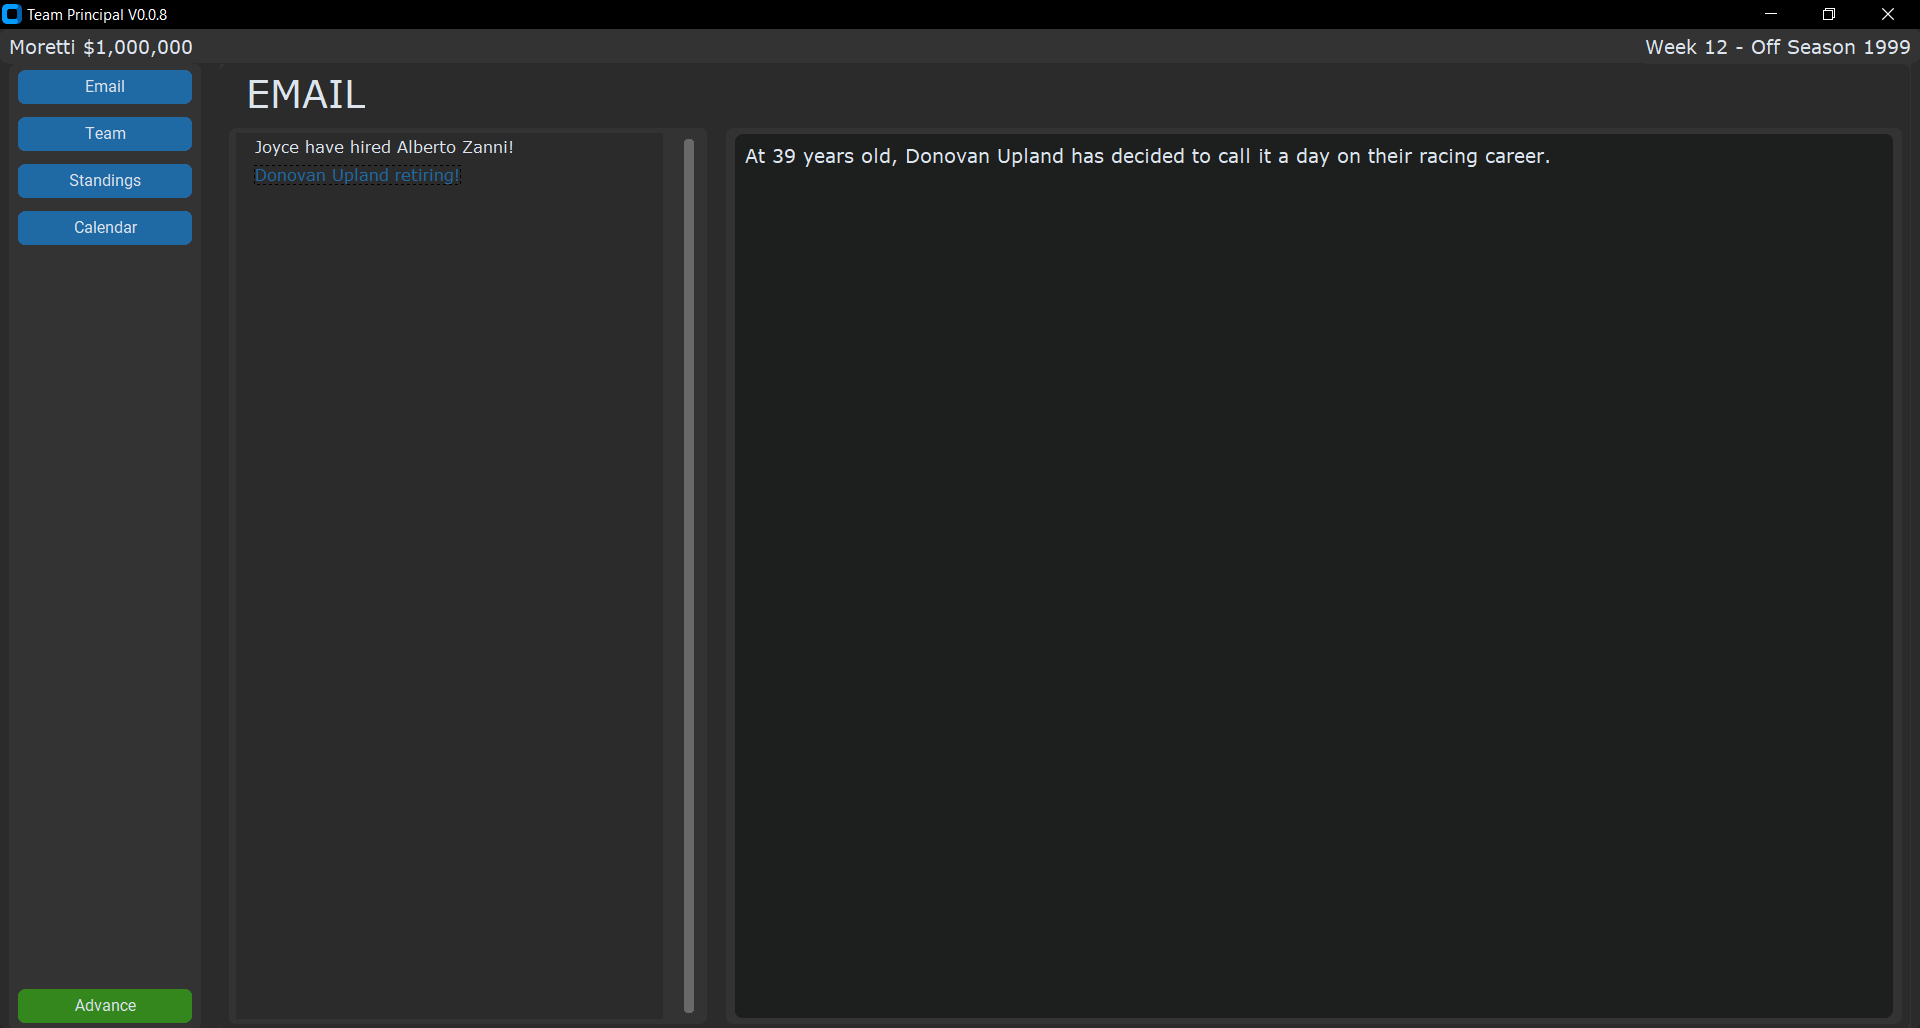 Team Principal V0.0.8
Moretti $1,000,000
Week 12 - Off Season 1999
Email
Team
Standings
Calendar
Advance
EMAIL
Joyce have hired Alberto Zanni!
Donovan Upland retiring!
At 39 years old, Donovan Upland has decided to call it a day on their racing career.